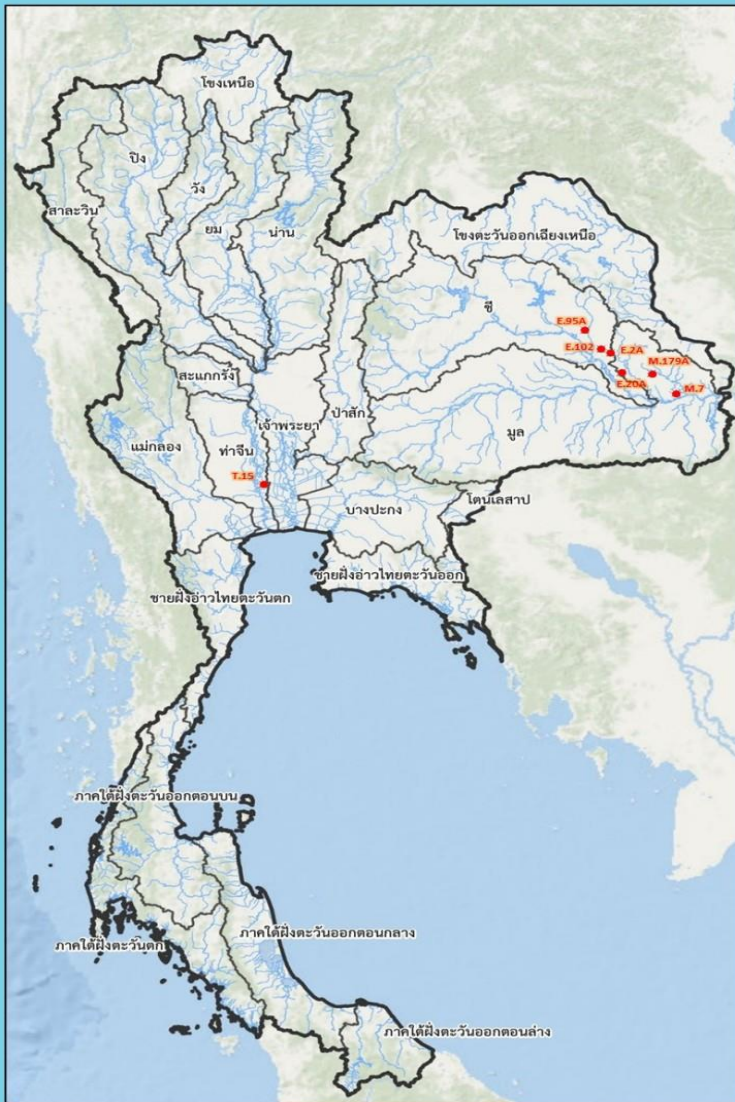 โขงเหนือ
ปิง
วัง
สาละวิน
ยม
น่าน
โขงตะวันออกเฉียงเหนือ
ชี
E.95A
E.102
E.2A
M.179A
E.20A
M.7
สะแกกรัง
เจ้าพระยา
ป่าสัก
มูล
แม่กลอง
ท่าจีน
T.15
โตนเลสาป
บางปะกง
ชายฝั่งอ่าวไทยตะวันออก
ชายฝั่งอ่าวไทยตะวันตก
ภาคใต้ฝั่งตะวันออกตอนบน
ภาคใต้ฝั่งตะวันออกตอนกลาง
ภาคใต้ฝั่งตะวันตก
ภาคใต้ฝั่งตะวันออกตอนล่าง